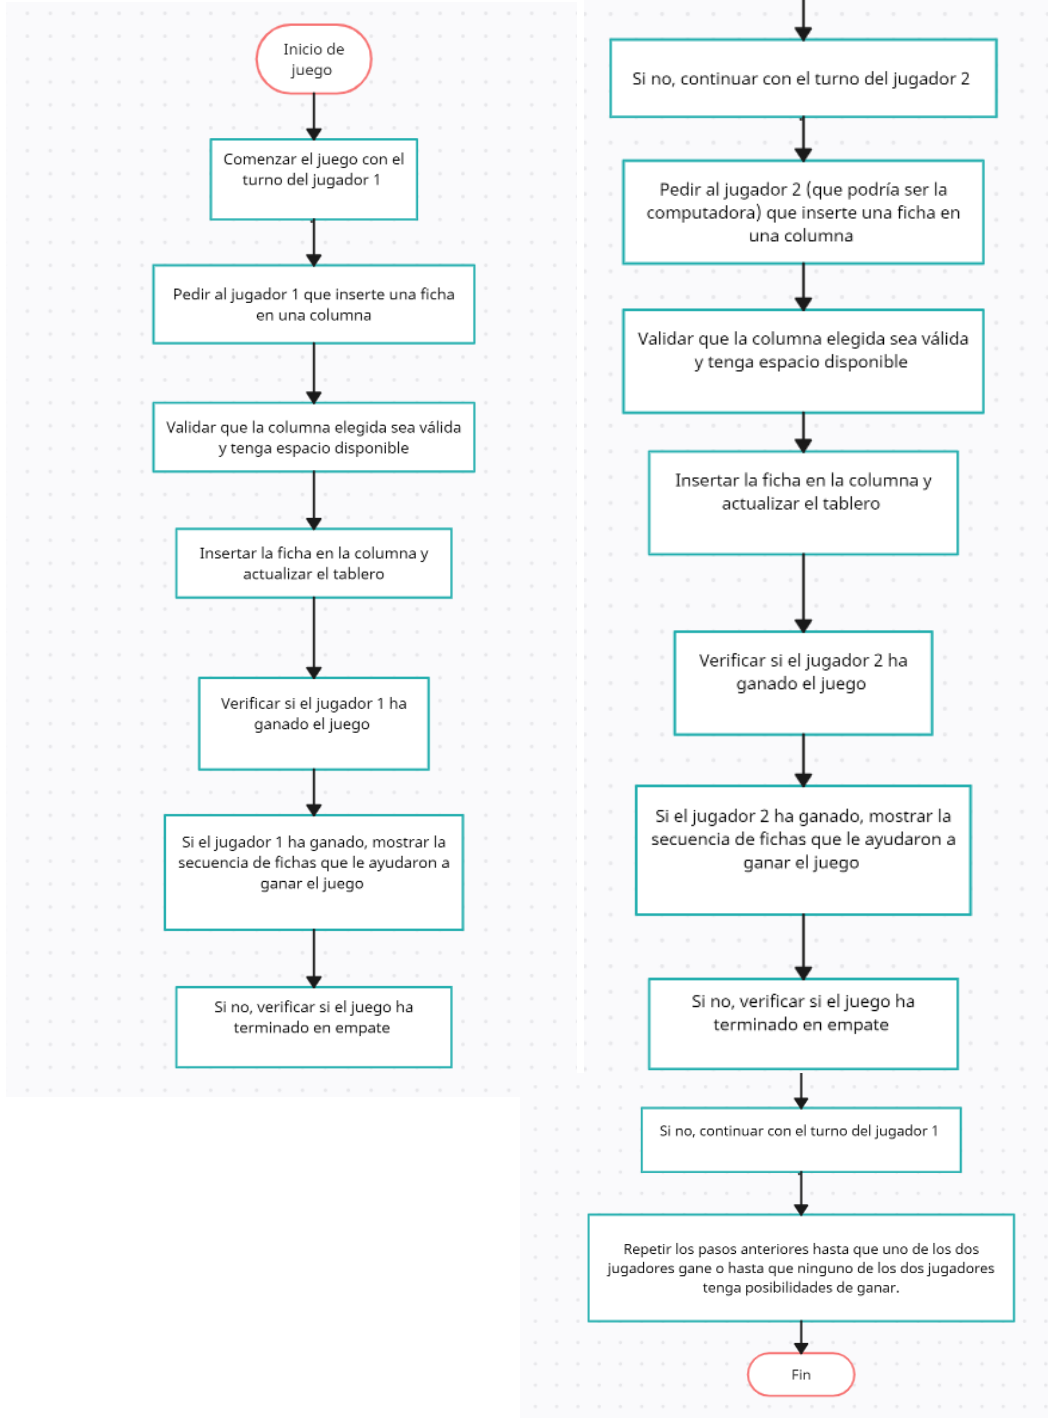 Inicio de
juego
Comenzar el juego con el
turno del jugador 1
Pedir al jugador 1 que inserte una ficha
en una columna
Validar que la columna elegida sea válida
y tenga espacio disponible
Insertar la ficha en la columna y
actualizar el tablero
Verificar si el jugador 1 ha
ganado el juego
Si el jugador 1 ha ganado, mostrar la
secuencia de fichas que le ayudaron a
ganar el juego
Si no, verificar si el juego ha
terminado en empate
Si no, continuar con el turno del jugador 2
Pedir al jugador 2 (que podría ser la
computadora) que inserte una ficha en
una columna
Validar que la columna elegida sea válida
y tenga espacio disponible
Insertar la ficha en la columna y
actualizar el tablero
Verificar si el jugador 2 ha
ganado el juego
Si el jugador 2 ha ganado, mostrar la
secuencia de fichas que le ayudaron a
ganar el juego
Si no, verificar si el juego ha
terminado en empate
Si no, continuar con el turno del jugador 1
Repetir los pasos anteriores hasta que uno de los dos
jugadores gane o hasta que ninguno de los dos jugadores
tenga posibilidades de ganar.
Fin